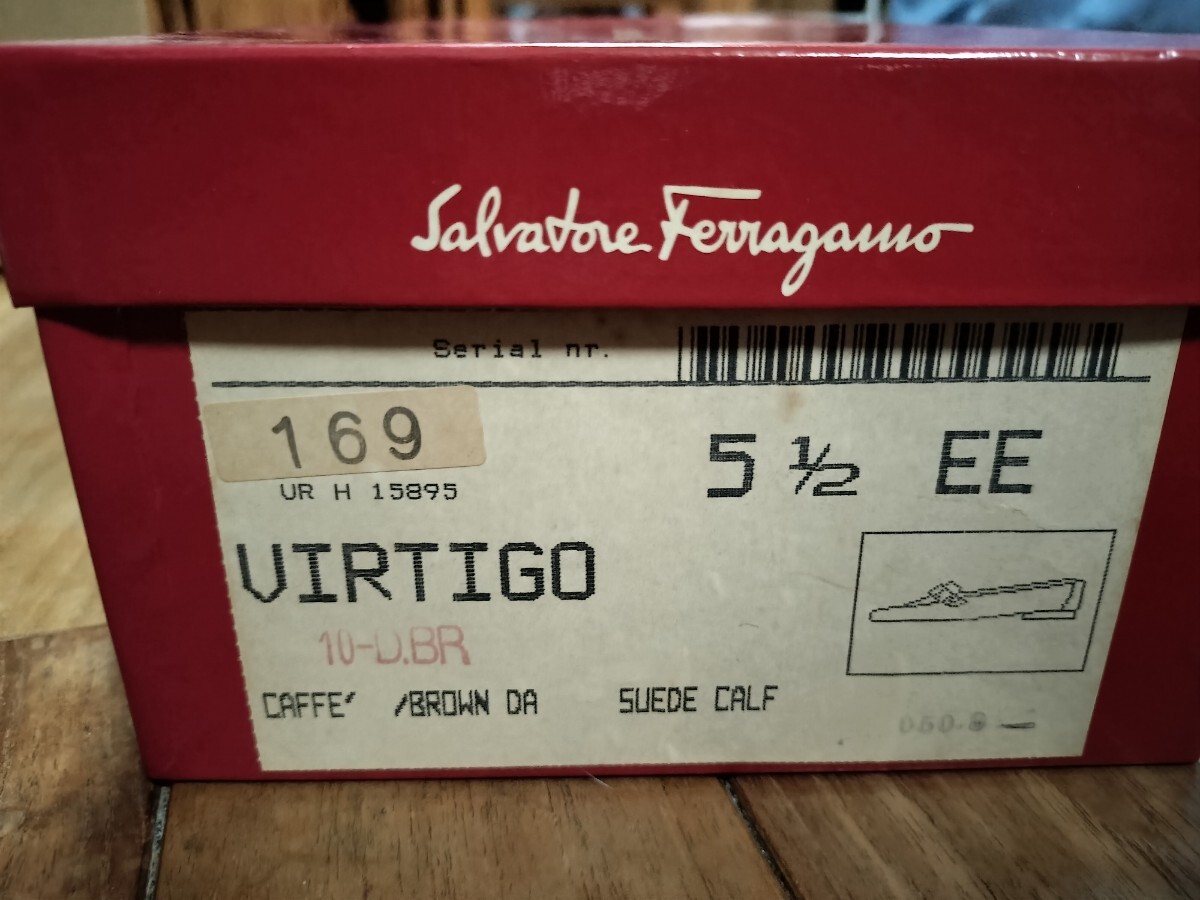 Salvatore Ferragamo
Serial nr.
169
UR H 15895
5 ½ EE
VIRTIGO
10-D.BR
CAFFE' /BROWN DA SUEDE CALF